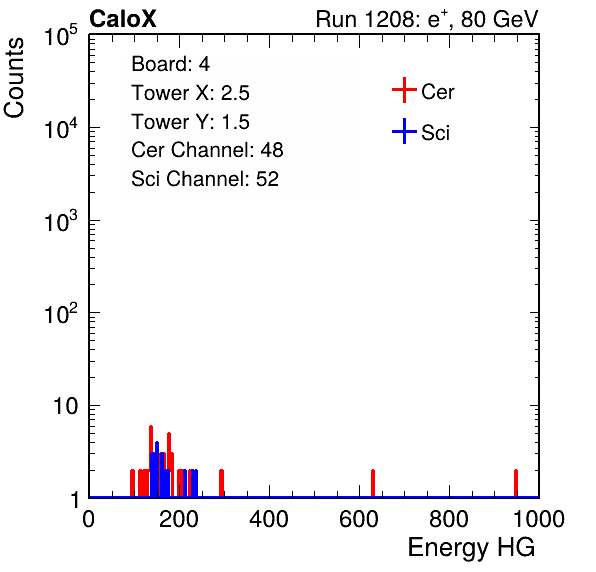 CaloX Run 1208: e⁺, 80 GeV
Counts
10⁵
10⁴
10³
10²
10
1
Board: 4
Tower X: 2.5
Tower Y: 1.5
Cer Channel: 48
Sci Channel: 52
Cer
Sci
0 200 400 600 800 1000
Energy HG